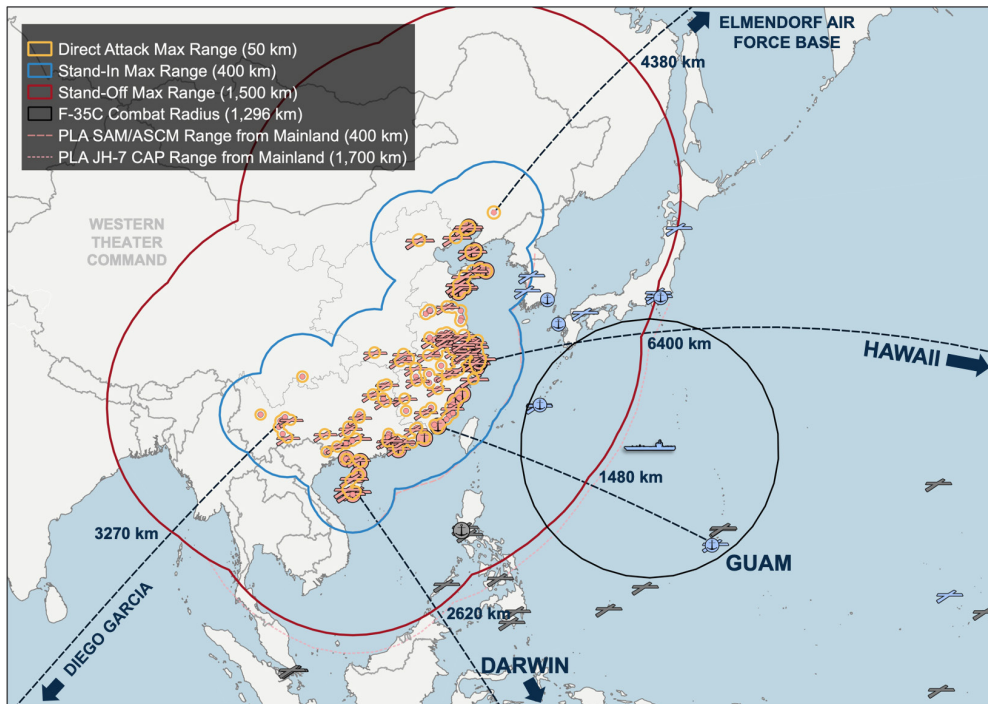 Direct Attack Max Range (50 km)
Stand-In Max Range (400 km)
Stand-Off Max Range (1,500 km)
F-35C Combat Radius (1,296 km)
PLA SAM/ASCM Range from Mainland (400 km)
PLA JH-7 CAP Range from Mainland (1,700 km)
ELMENDORF AIR
FORCE BASE
4380 km
WESTERN
THEATER
COMMAND
6400 km
HAWAII
1480 km
3270 km
GUAM
2620 km
DIEGO GARCIA
DARWIN